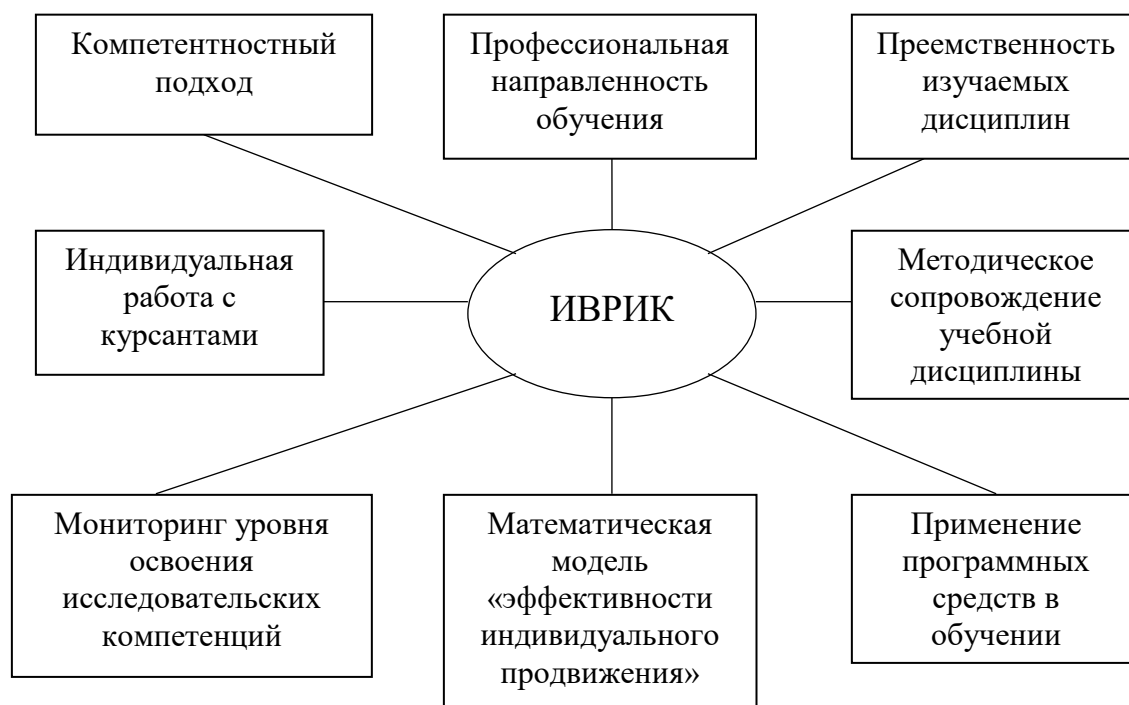 Компетентностный
подход
Профессиональная
направленность
обучения
Преемственность
изучаемых
дисциплин
Индивидуальная
работа с
курсантами
ИВРИК
Методическое
сопровождение
учебной
дисциплины
Мониторинг уровня
освоения
исследовательских
компетенций
Математическая
модель
«эффективности
индивидуального
продвижения»
Применение
программных
средств в
обучении